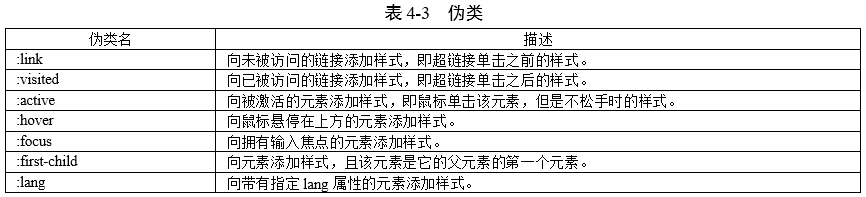 表 4-3 伪类
伪类名 描述
:link 向未被访问的链接添加样式，即超链接单击之前的样式。
:visited 向已被访问的链接添加样式，即超链接单击之后的样式。
:active 向被激活的元素添加样式，即鼠标单击该元素，但是不松手时的样式。
:hover 向鼠标悬停在上方的元素添加样式。
:focus 向拥有输入焦点的元素添加样式。
:first-child 向元素添加样式，且该元素是它的父元素的第一个元素。
:lang 向带有指定 lang 属性的元素添加样式。